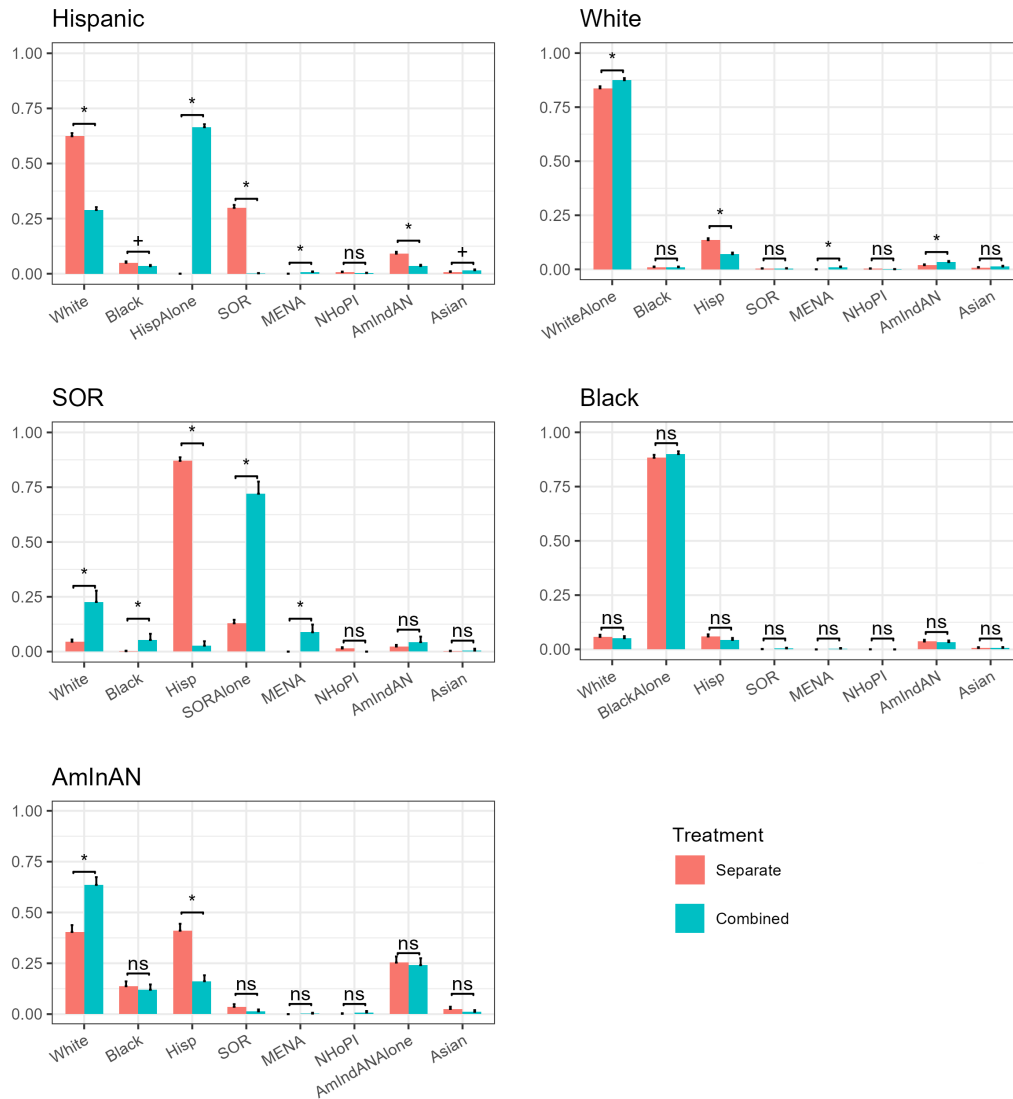 Hispanic
1.00
0.75
0.50
0.25
0.00
*
+
*
*
*
ns
*
+
White
Black
HispAlone
SOR
MENA
NHoPI
AmIndAN
Asian
White
1.00
0.75
0.50
0.25
0.00
*
ns
*
ns
*
ns
*
ns
WhiteAlone
Black
Hisp
SOR
MENA
NHoPI
AmIndAN
Asian
SOR
1.00
0.75
0.50
0.25
0.00
*
*
*
*
*
ns
ns
ns
White
Black
Hisp
SORAlone
MENA
NHoPI
AmIndAN
Asian
Black
1.00
0.75
0.50
0.25
0.00
ns
ns
ns
ns
ns
ns
ns
ns
White
BlackAlone
Hisp
SOR
MENA
NHoPI
AmIndAN
Asian
AmInAN
1.00
0.75
0.50
0.25
0.00
*
ns
*
ns
ns
ns
ns
ns
White
Black
Hisp
SOR
MENA
NHoPI
AmIndANAlone
Asian
Treatment
Separate
Combined